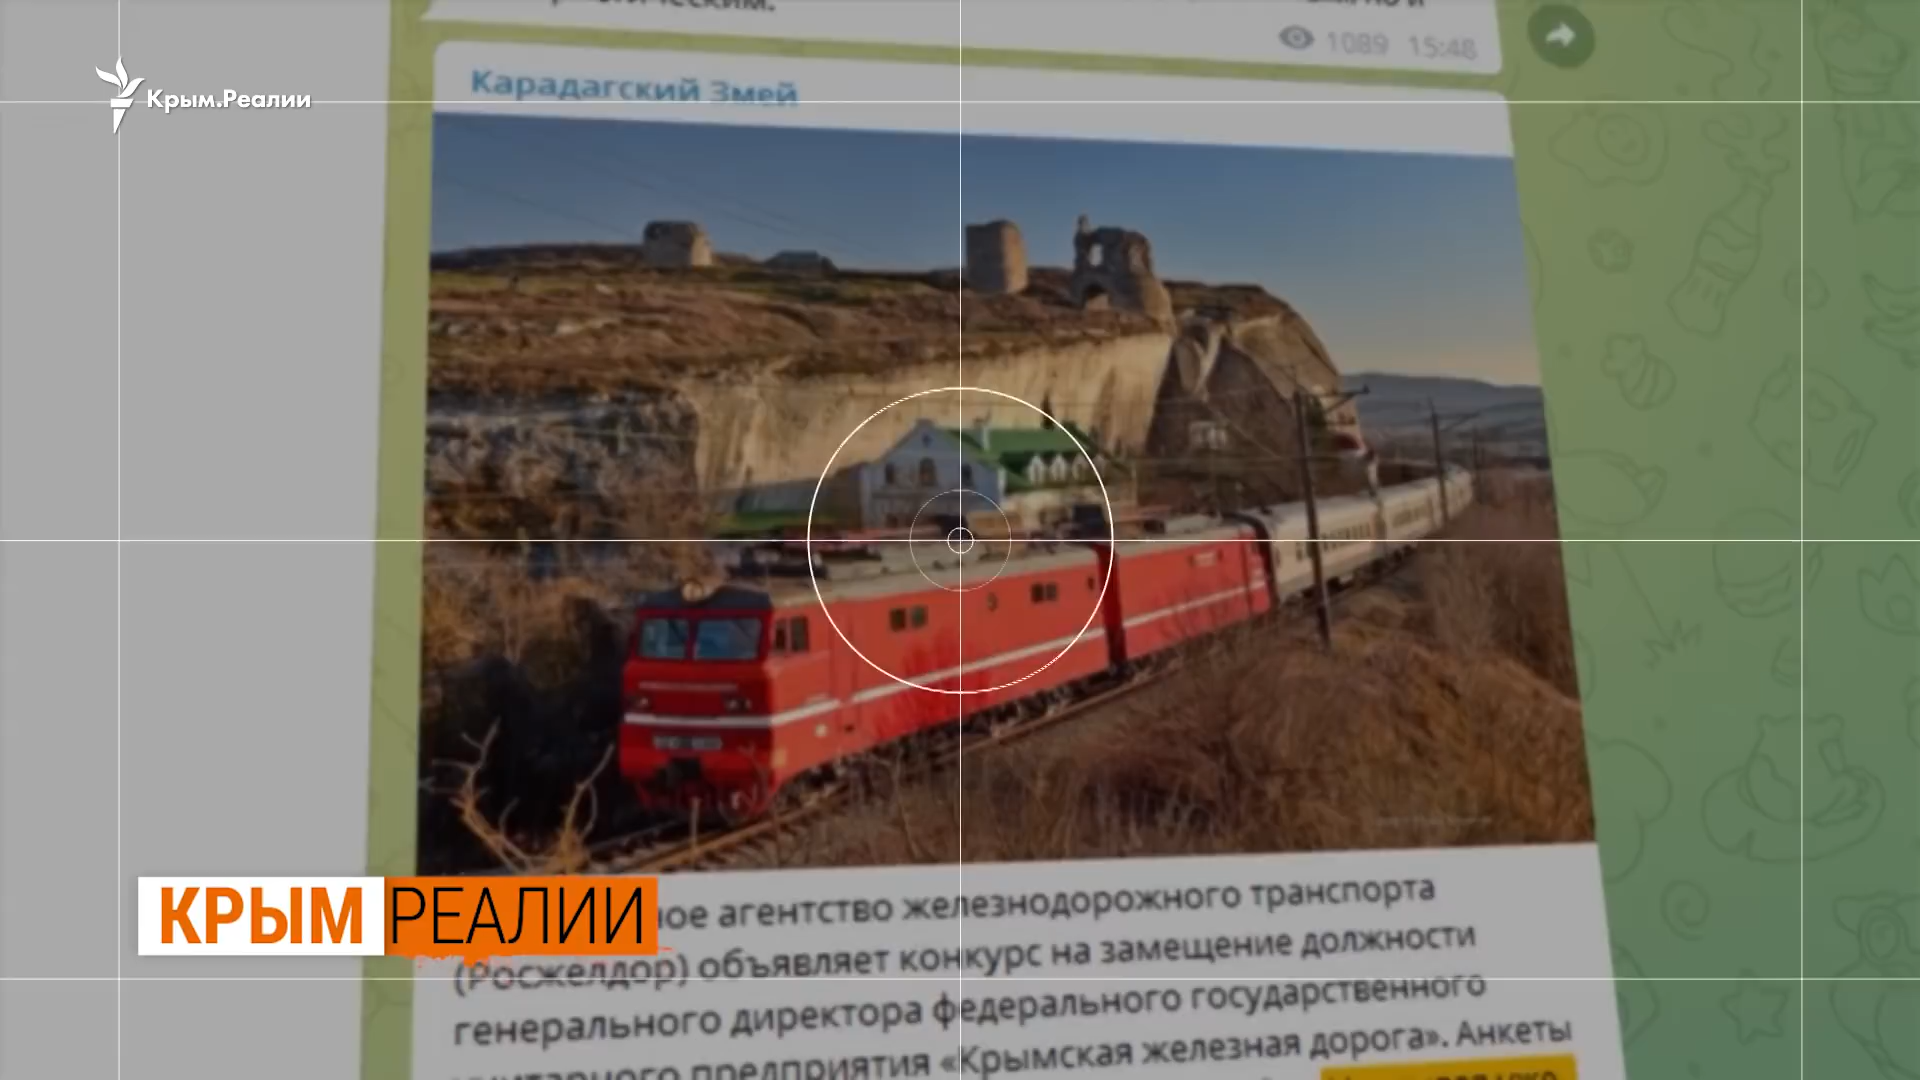 1089 15:48
Крым.Реалии
Карадагский Змей
КРЫМ РЕАЛИИ
агентство железнодорожного транспорта
(Росжелдор) объявляет конкурс на замещение должности
генерального директора федерального государственного
предприятия «Крымская железная дорога». Анкеты